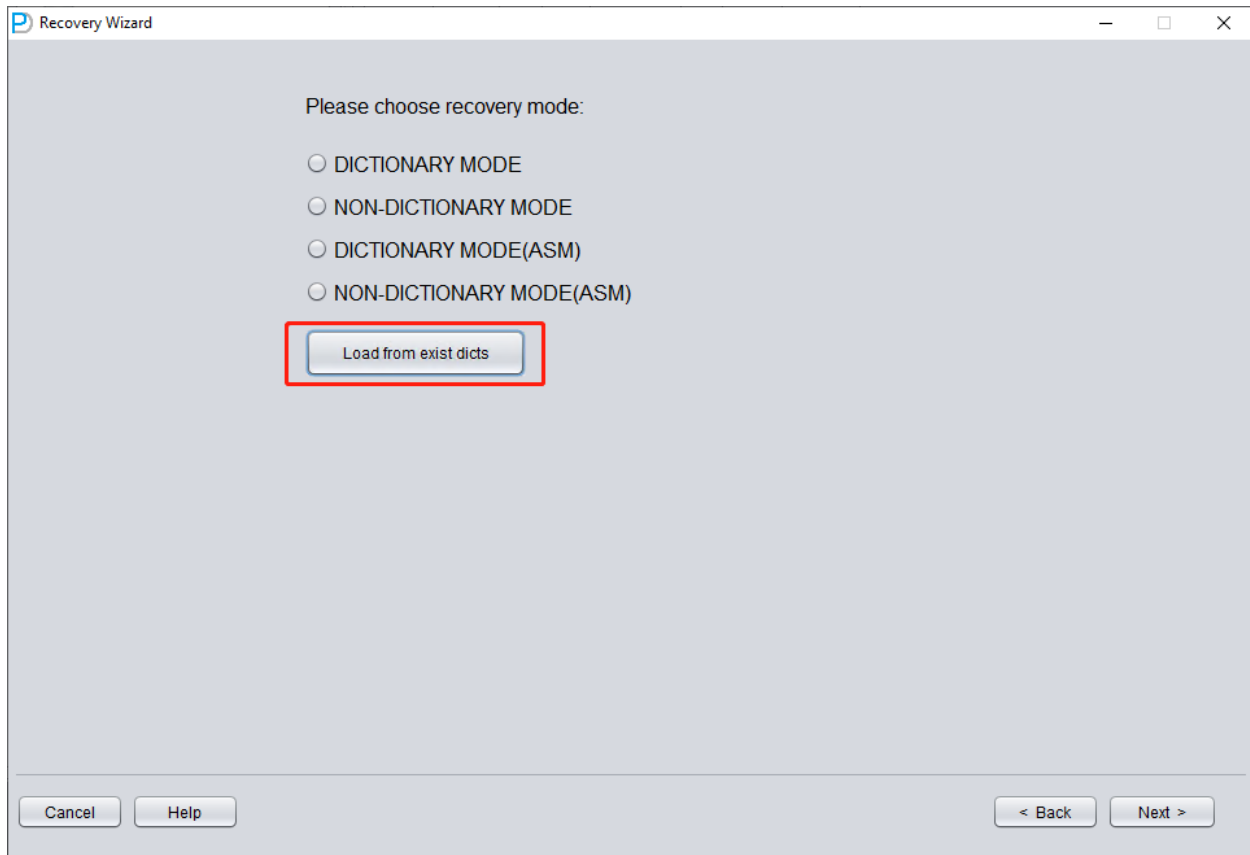 Recovery Wizard
Please choose recovery mode:
DICTIONARY MODE
NON-DICTIONARY MODE
DICTIONARY MODE(ASM)
NON-DICTIONARY MODE(ASM)
Load from exist dicts
Cancel Help < Back Next >